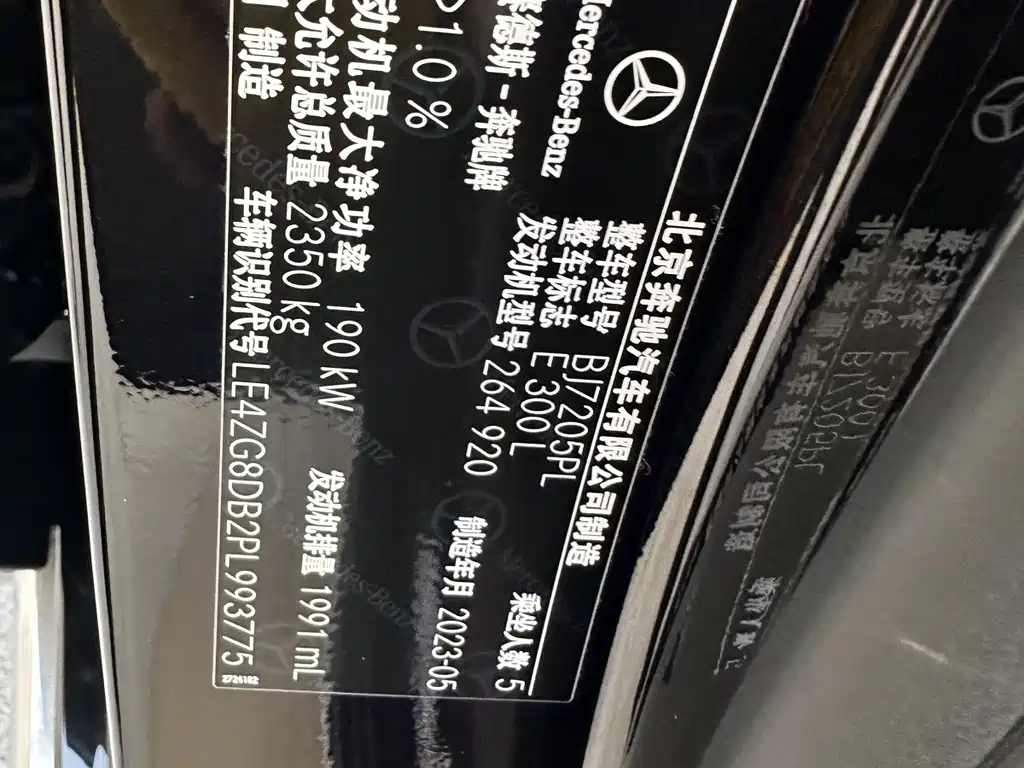 Mercedes-Benz
北京奔驰汽车有限公司制造
整车型号 BJ7205PL
乘坐人数 5
整车标志 E 300 L
梅赛德斯-奔驰牌
发动机型号 264 920
制造年月 2023-05
>1.0 %
动机最大净功率 190 kW
发动机排量 1991 mL
大允许总质量 2350 kg
制造
车辆识别代号 LE4ZG8DB2PL993775
2724182